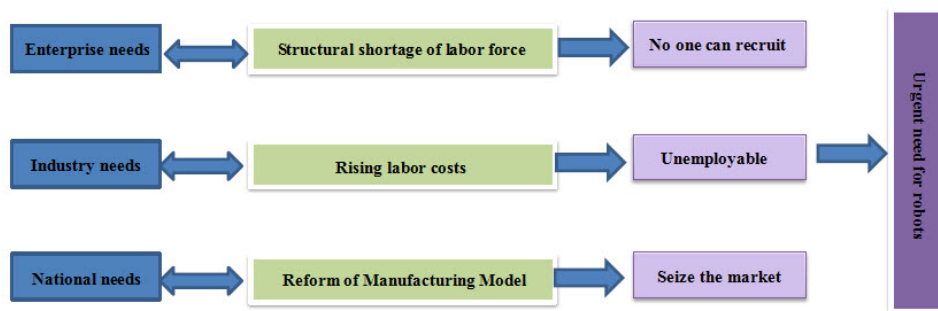 Enterprise needs
Structural shortage of labor force
No one can recruit
Industry needs
Rising labor costs
Unemployable
National needs
Reform of Manufacturing Model
Seize the market
Urgent need for robots